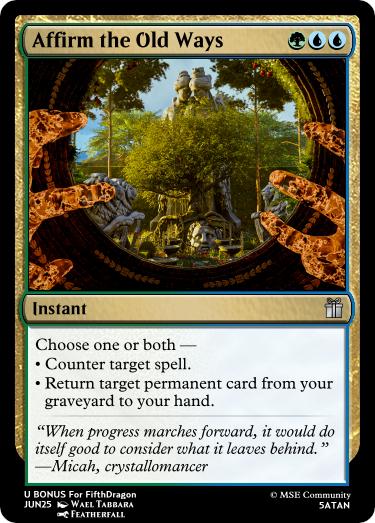 Affirm the Old Ways
Instant
Choose one or both —
• Counter target spell.
• Return target permanent card from your
graveyard to your hand.
“When progress marches forward, it would do
itself good to consider what it leaves behind.”
—Micah, crystallomancer
U BONUS For FifthDragon
© MSE Community
JUN25 Wael Tabbara
5ATAN
Featherfall